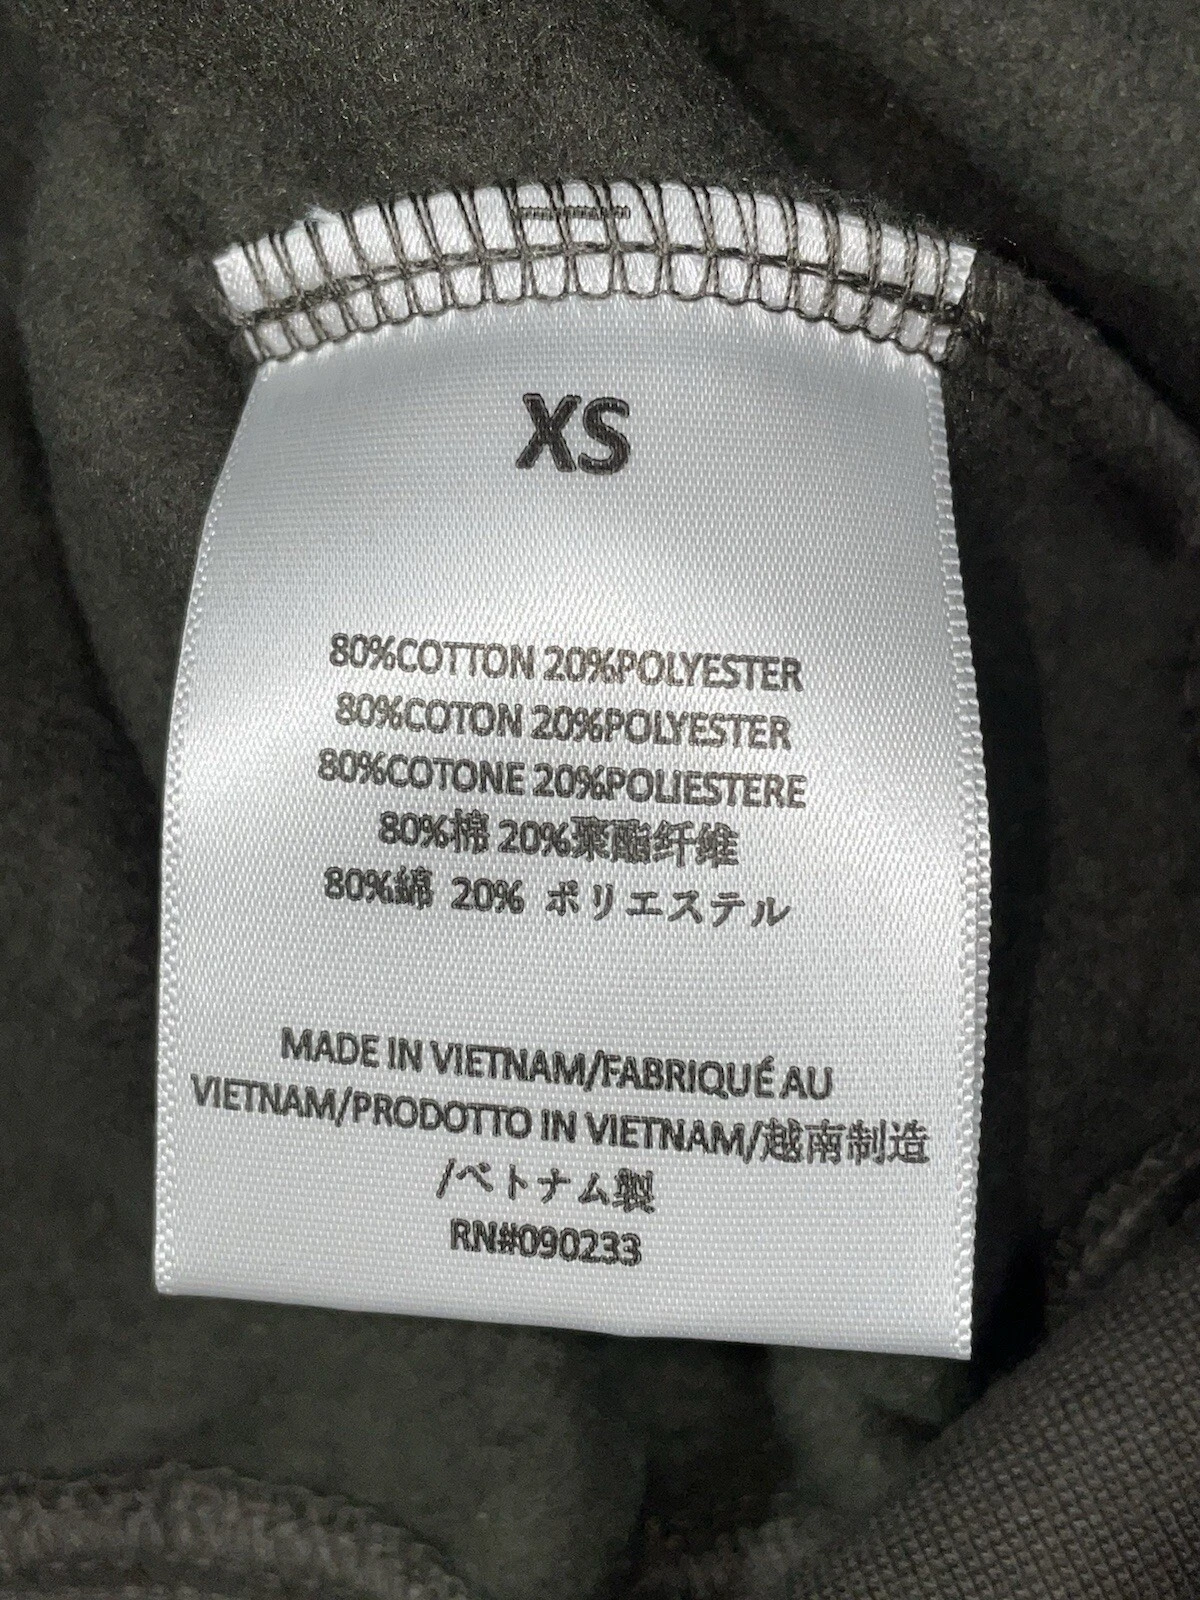 XS
80%COTTON 20%POLYESTER
80%COTON 20%POLYESTER
80%COTONE 20%POLIESTERE
80%棉 20%聚酯纤维
80%綿 20% ポリエステル
MADE IN VIETNAM/FABRIQUÉ AU
VIETNAM/PRODOTTO IN VIETNAM/越南制造
/ベトナム製
RN#090233